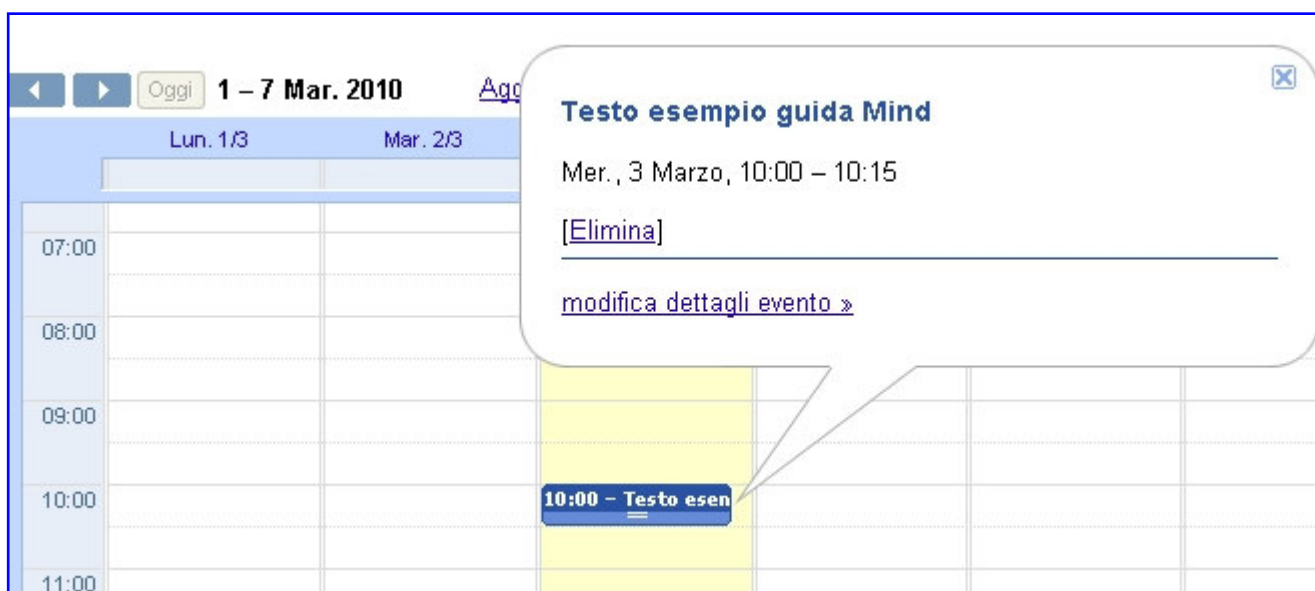 Oggi 1 – 7 Mar. 2010
Lun. 1/3 Mar. 2/3
Testo esempio guida Mind
Mer., 3 Marzo, 10:00 – 10:15
[Elimina]
modifica dettagli evento »
07:00
08:00
09:00
10:00 10:00 – Testo esen
11:00